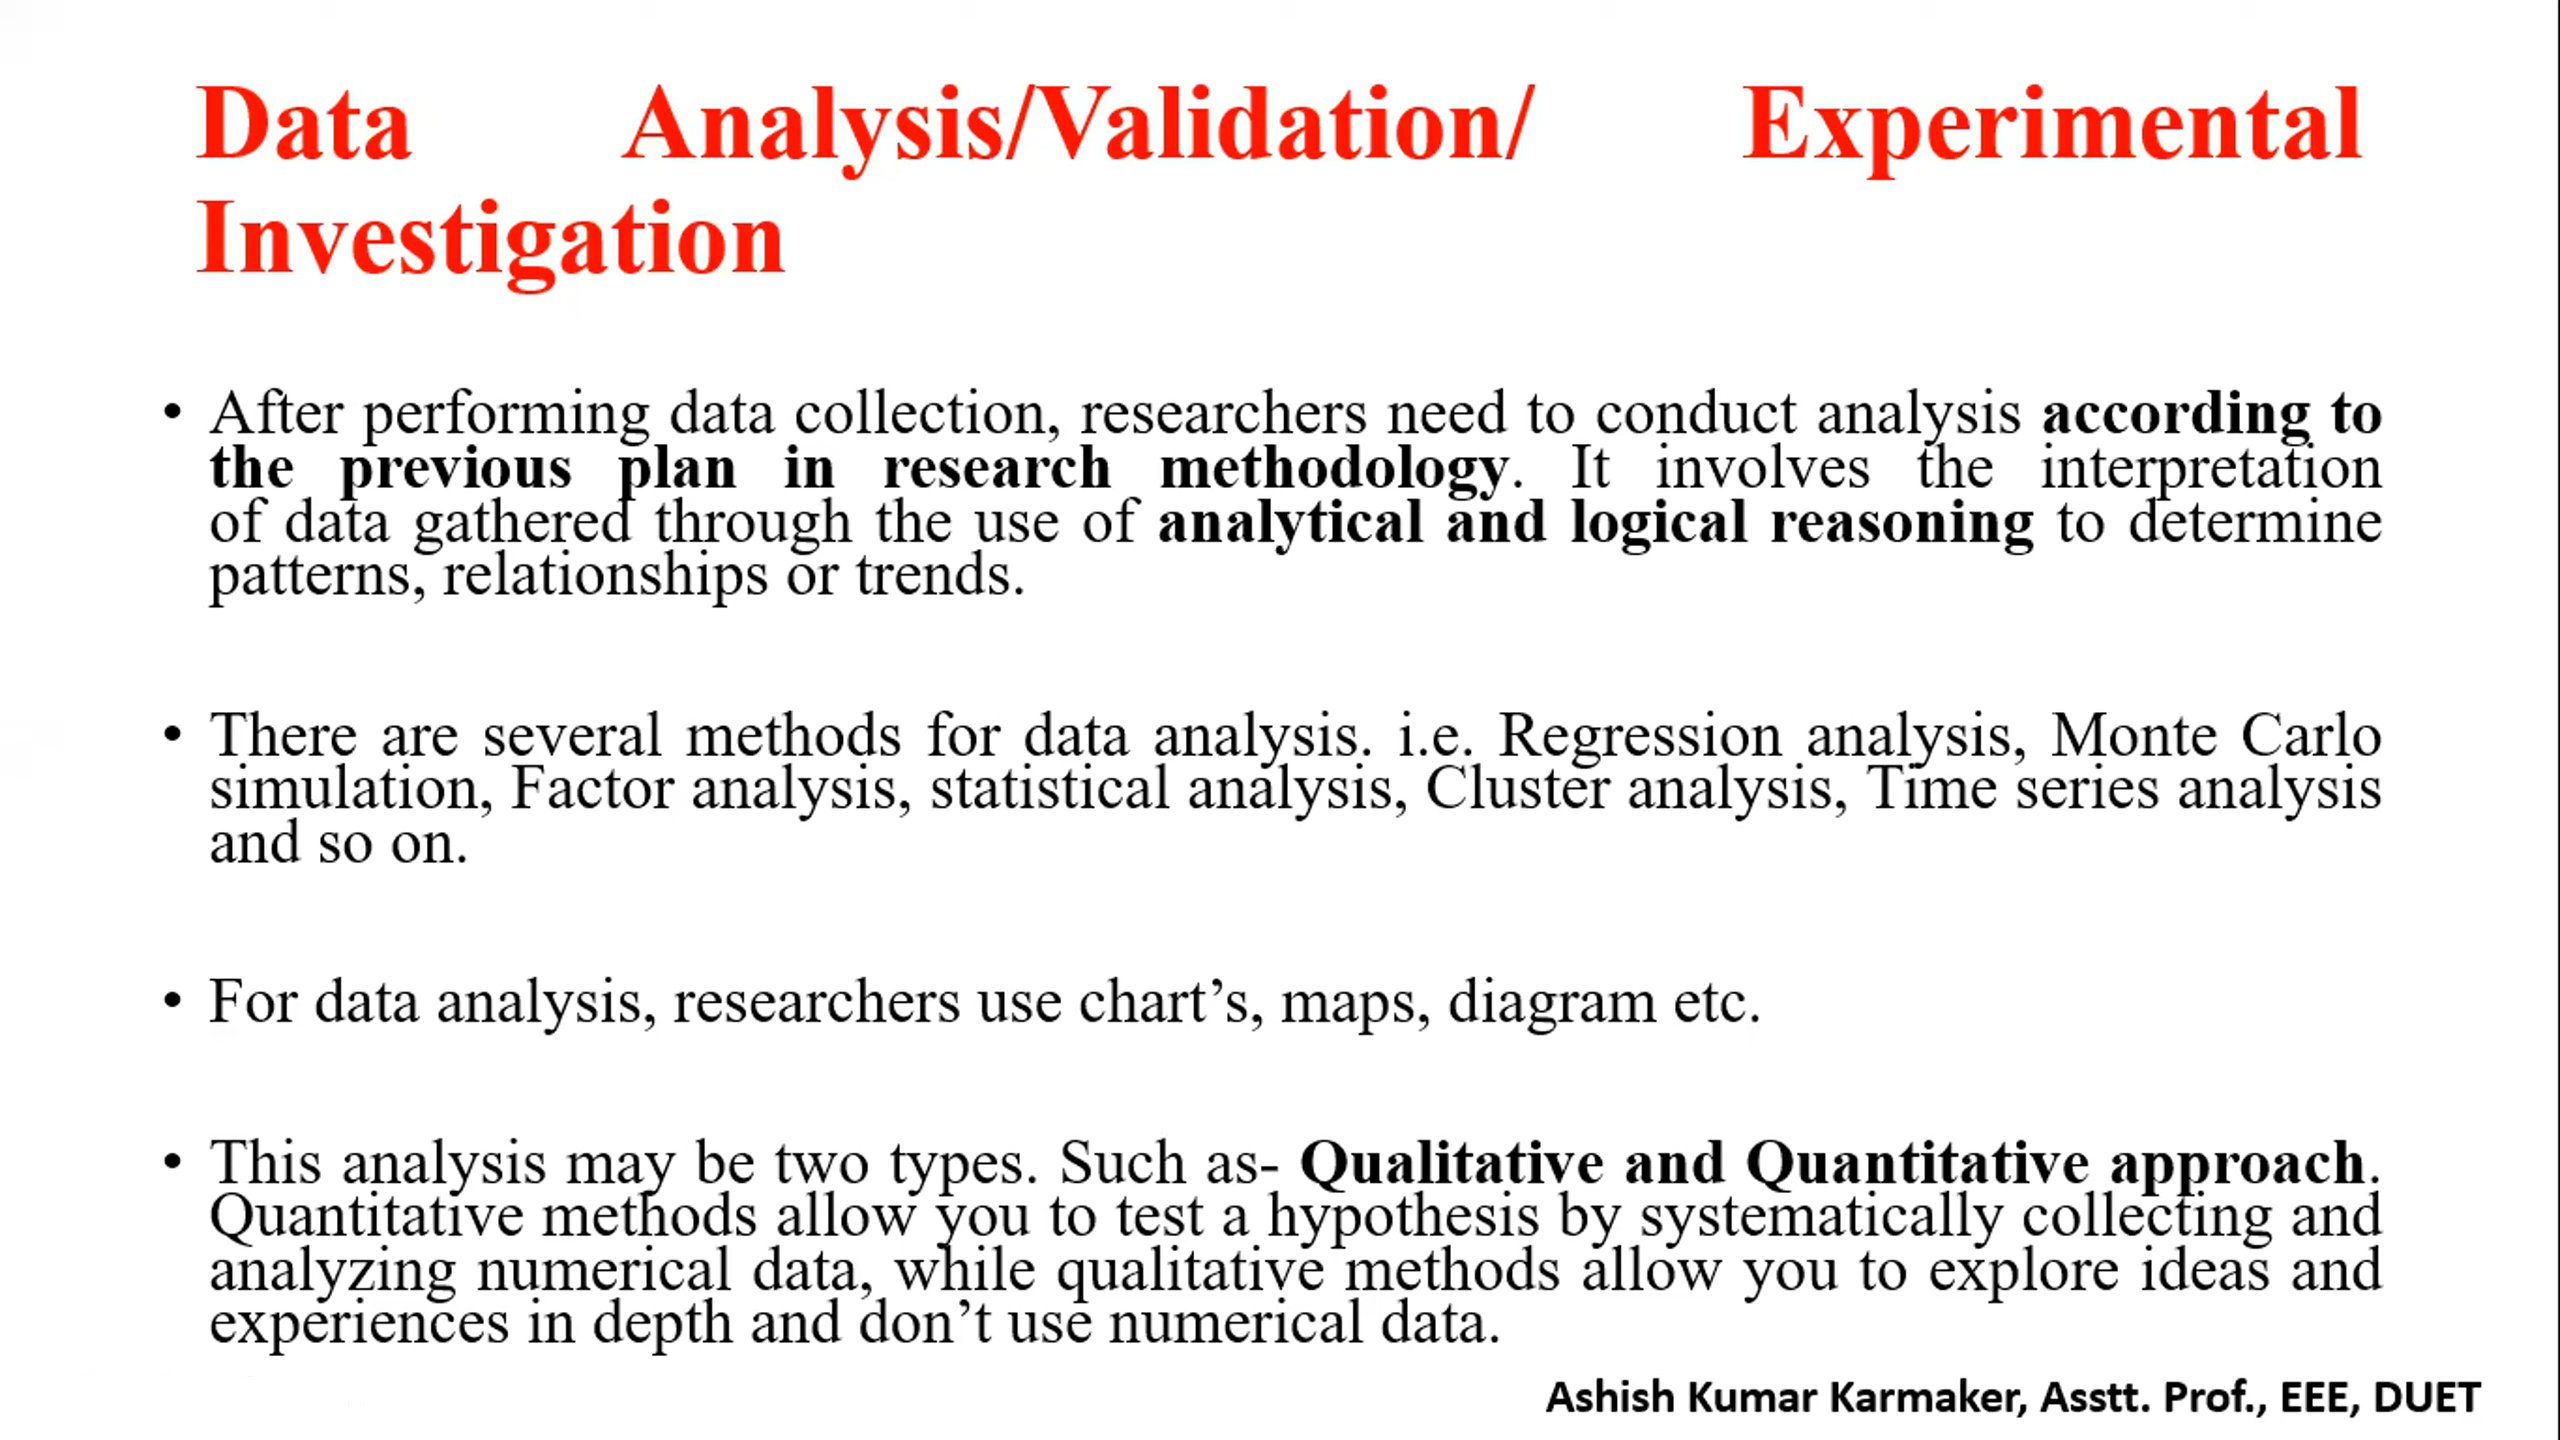 Data Analysis/Validation/ Experimental
Investigation
• After performing data collection, researchers need to conduct analysis according to
the previous plan in research methodology. It involves the interpretation
of data gathered through the use of analytical and logical reasoning to determine
patterns, relationships or trends.
• There are several methods for data analysis. i.e. Regression analysis, Monte Carlo
simulation, Factor analysis, statistical analysis, Cluster analysis, Time series analysis
and so on.
• For data analysis, researchers use chart’s, maps, diagram etc.
• This analysis may be two types. Such as- Qualitative and Quantitative approach.
Quantitative methods allow you to test a hypothesis by systematically collecting and
analyzing numerical data, while qualitative methods allow you to explore ideas and
experiences in depth and don’t use numerical data.
Ashish Kumar Karmaker, Asstt. Prof., EEE, DUET